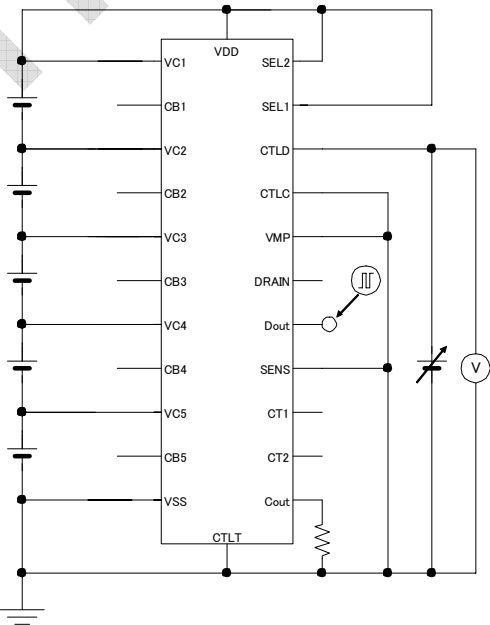 VDD
VC1
SEL2
CB1
SEL1
VC2
CTLD
CB2
CTLC
VC3
VMP
CB3
DRAIN
VC4
Dout
CB4
SENS
VC5
CT1
CB5
CT2
VSS
Cout
CTLT
V